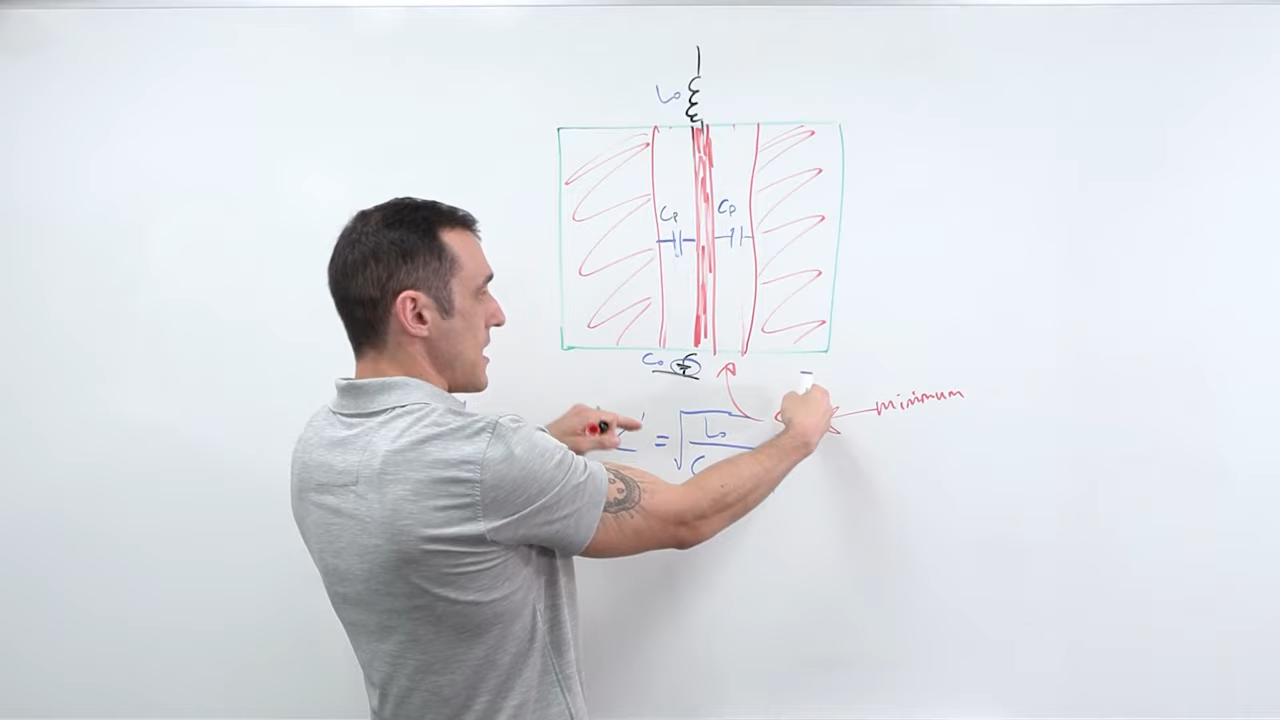 Lo
Cp Cp
Co
= √ Lo
C
minimum